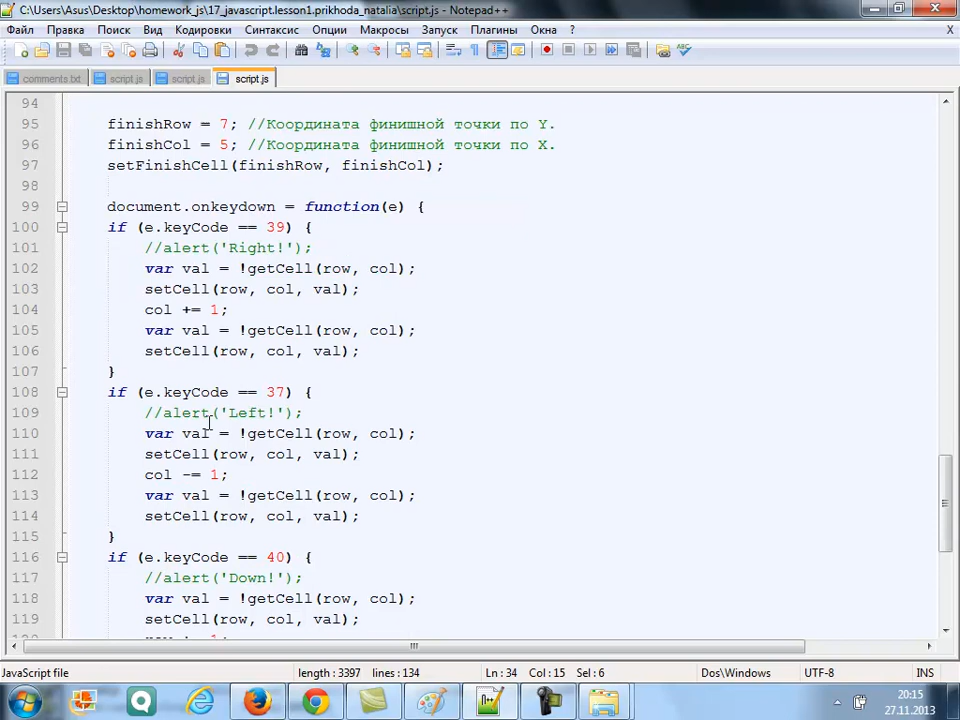 C:\Users\Asus\Desktop\homework_js\17_javascript.lesson1.prikhoda_natalia\script.js - Notepad++
Файл Правка Поиск Вид Кодировки Синтаксис Опции Макросы Запуск Плагины Окна ? X
comments.txt script.js script.js script.js
94
95 finishRow = 7; //Координата финишной точки по Y.
96 finishCol = 5; //Координата финишной точки по X.
97 setFinishCell(finishRow, finishCol);
98
99 document.onkeydown = function(e) {
100 if (e.keyCode == 39) {
101 //alert('Right!');
102 var val = !getCell(row, col);
103 setCell(row, col, val);
104 col += 1;
105 var val = !getCell(row, col);
106 setCell(row, col, val);
107 }
108 if (e.keyCode == 37) {
109 //alert('Left!');
110 var val = !getCell(row, col);
111 setCell(row, col, val);
112 col -= 1;
113 var val = !getCell(row, col);
114 setCell(row, col, val);
115 }
116 if (e.keyCode == 40) {
117 //alert('Down!');
118 var val = !getCell(row, col);
119 setCell(row, col, val);
JavaScript file length : 3397 lines : 134 Ln : 34 Col : 15 Sel : 6 Dos\Windows UTF-8 INS
20:15
27.11.2013